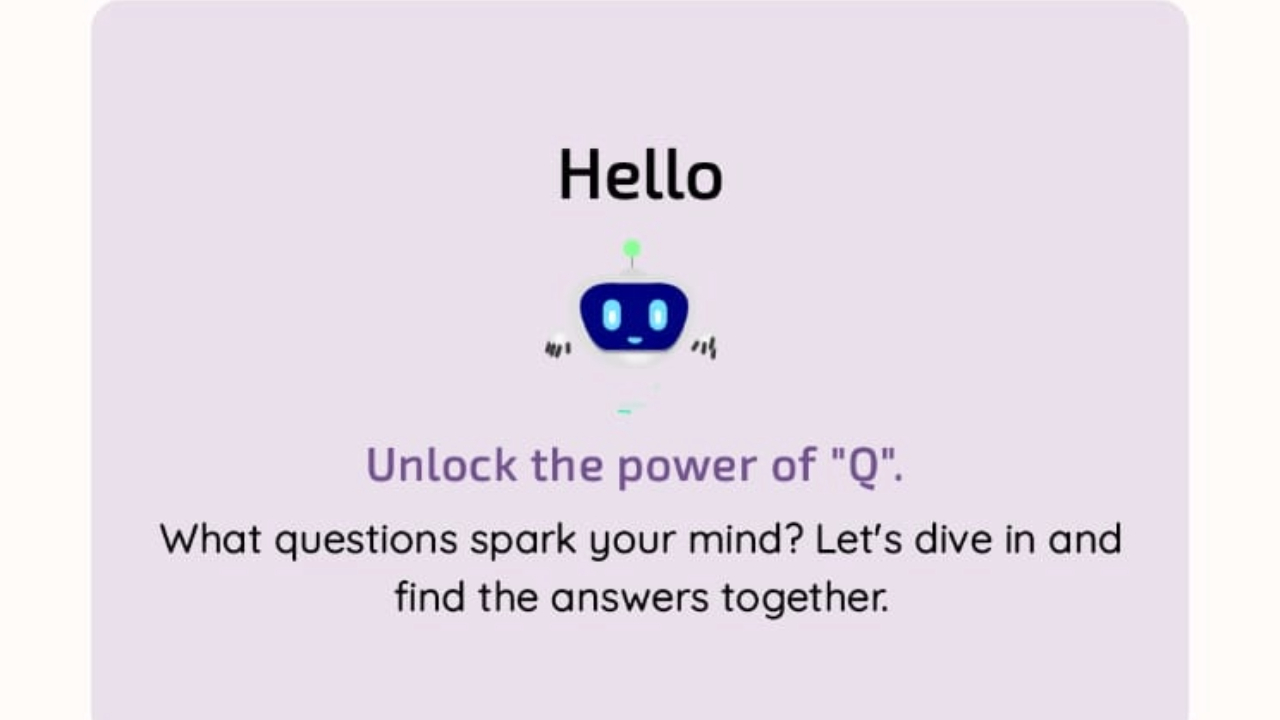 Hello
Unlock the power of "Q".
What questions spark your mind? Let's dive in and
find the answers together.